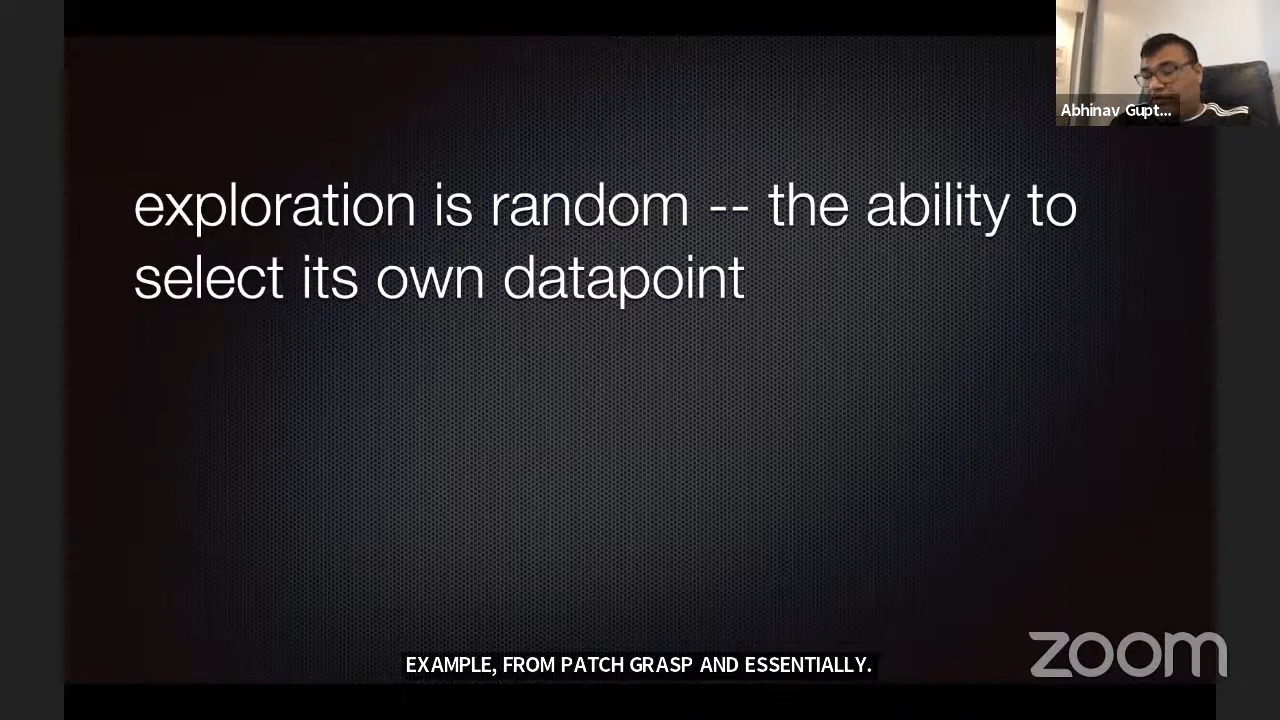 Abhinav Gupt...
exploration is random -- the ability to
select its own datapoint
EXAMPLE, FROM PATCH GRASP AND ESSENTIALLY.
zoom